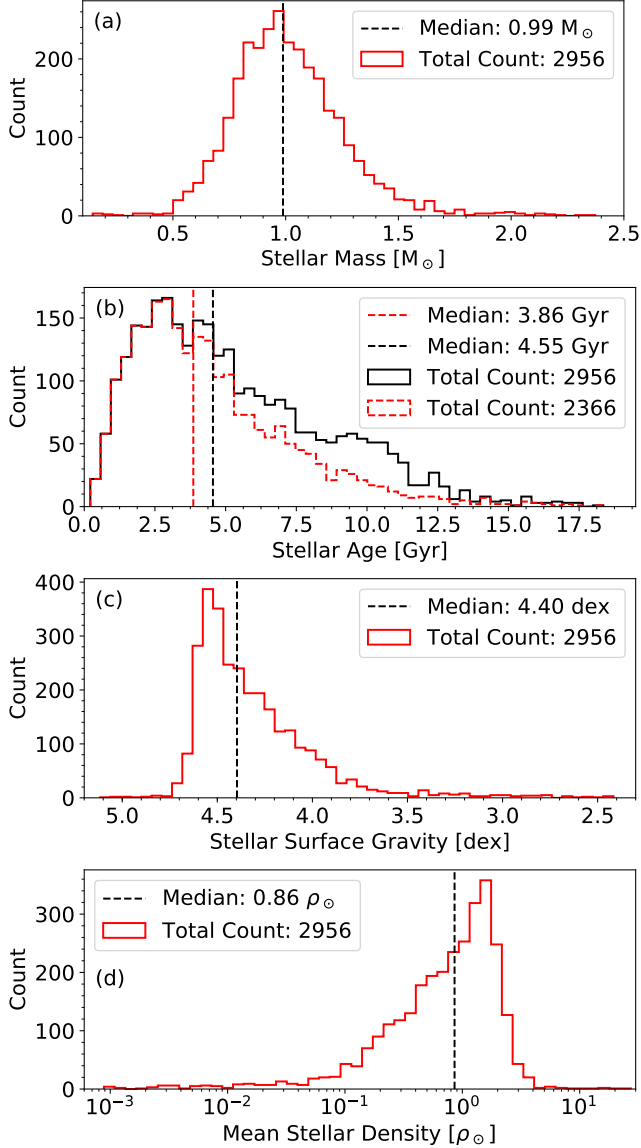 (a)
Median: 0.99 M⊙
Total Count: 2956
200
100
0
Count
0.5 1.0 1.5 2.0 2.5
Stellar Mass [M⊙]
(b)
Median: 3.86 Gyr
Median: 4.55 Gyr
Total Count: 2956
Total Count: 2366
150
100
50
0
Count
0.0 2.5 5.0 7.5 10.0 12.5 15.0 17.5
Stellar Age [Gyr]
(c)
Median: 4.40 dex
Total Count: 2956
400
300
200
100
0
Count
5.0 4.5 4.0 3.5 3.0 2.5
Stellar Surface Gravity [dex]
Median: 0.86 ρ⊙
Total Count: 2956
(d)
300
200
100
0
Count
10⁻³ 10⁻² 10⁻¹ 10⁰ 10¹
Mean Stellar Density [ρ⊙]